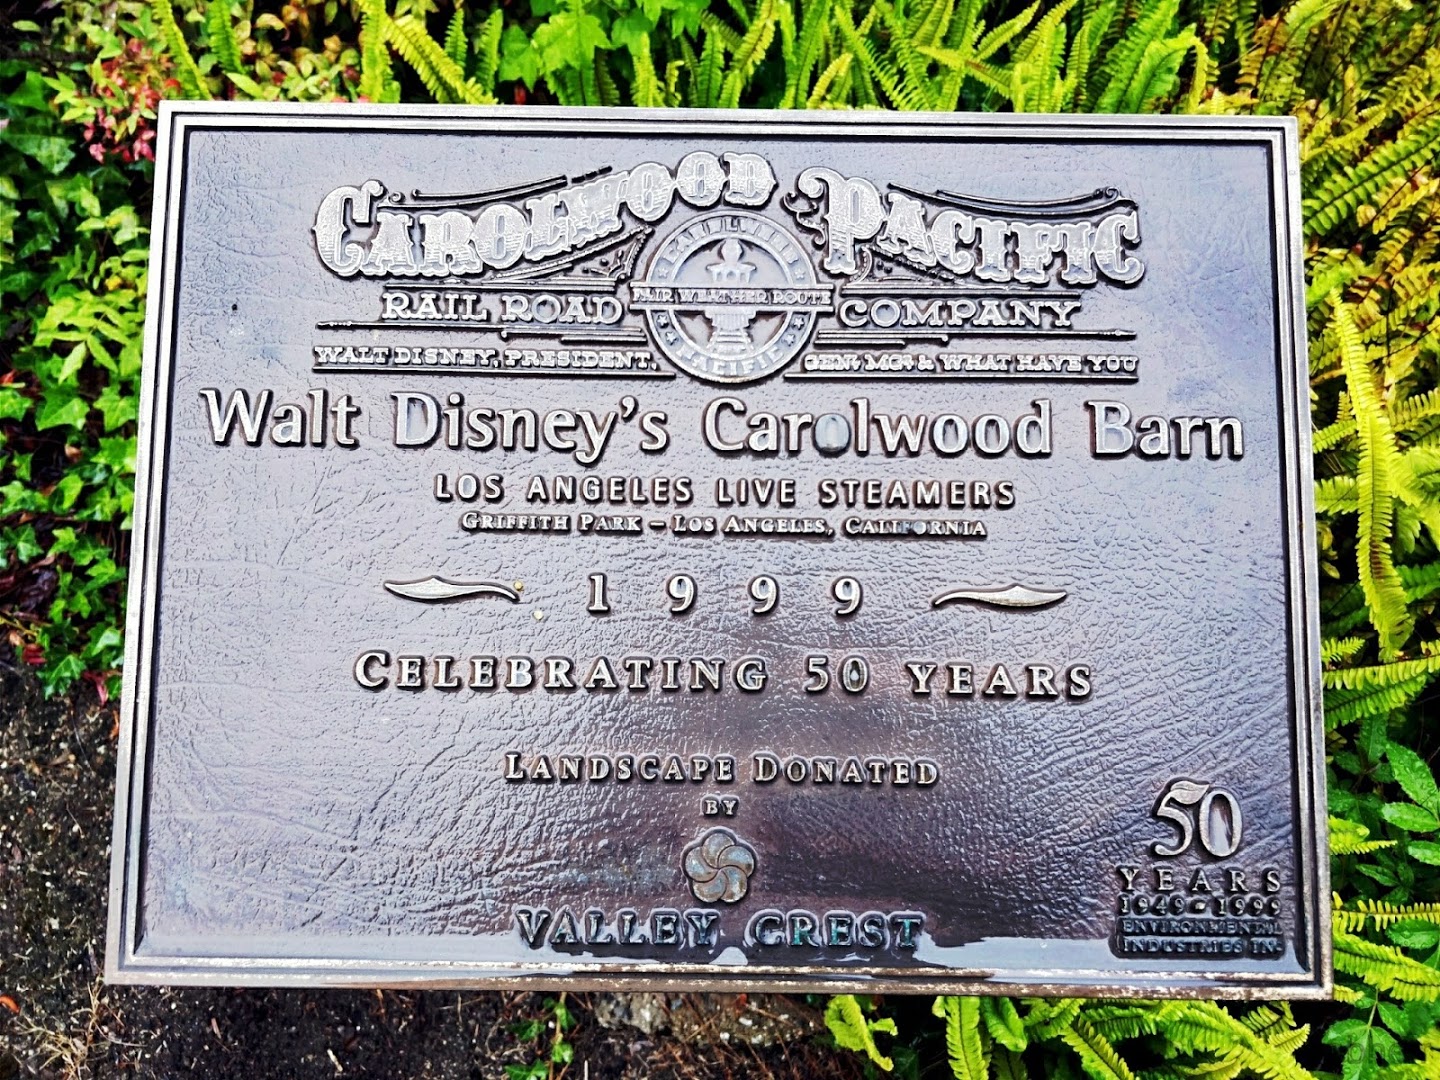 CAROLWOOD PACIFIC
RAIL ROAD COMPANY
CAROLWOOD
FAIR WEATHER ROUTE
PACIFIC
WALT DISNEY, PRESIDENT, GEN. MGR & WHAT HAVE YOU
Walt Disney's Carolwood Barn
LOS ANGELES LIVE STEAMERS
GRIFFITH PARK – LOS ANGELES, CALIFORNIA
1999
CELEBRATING 50 YEARS
LANDSCAPE DONATED
BY
VALLEY CREST
50
YEARS
1949-1999
ENVIRONMENTAL
INDUSTRIES INC